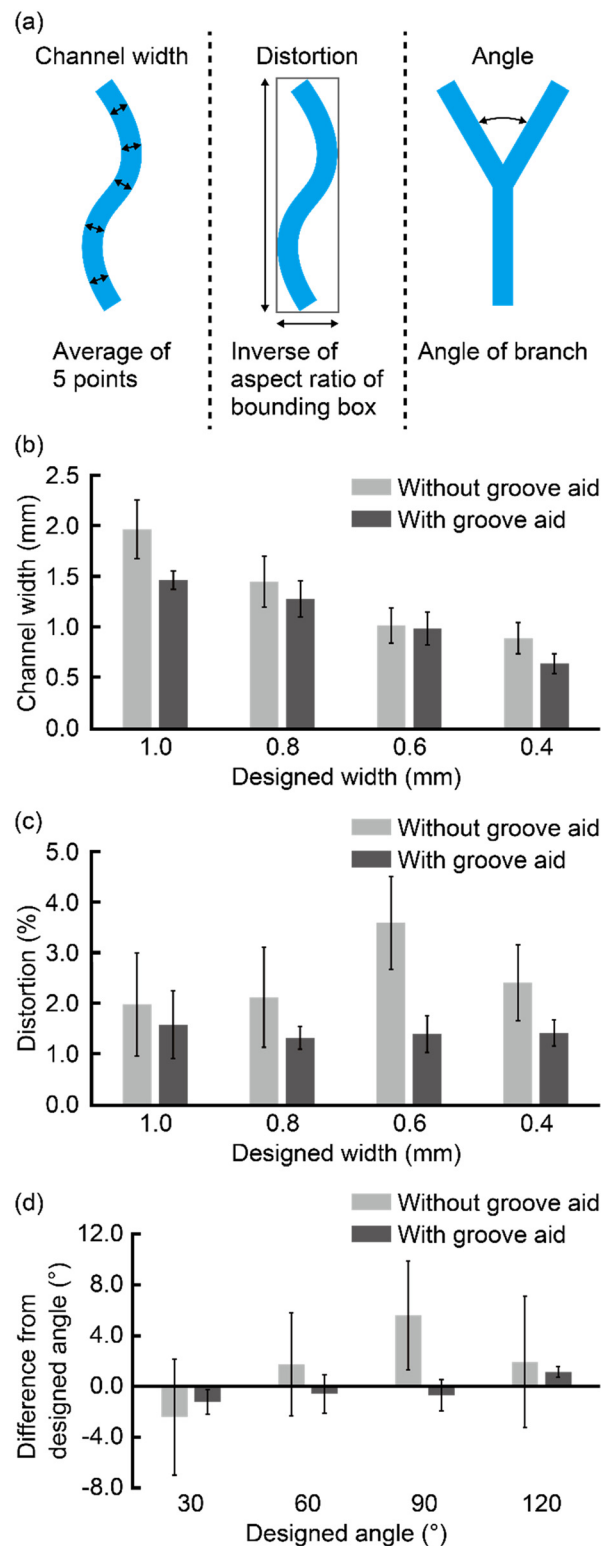 (a)
Channel width
Distortion
Angle
Average of
5 points
Inverse of
aspect ratio of
bounding box
Angle of branch
(b)
Channel width (mm)
2.5
2.0
1.5
1.0
0.5
0.0
Without groove aid
With groove aid
1.0 0.8 0.6 0.4
Designed width (mm)
(c)
Distortion (%)
5.0
4.0
3.0
2.0
1.0
0.0
Without groove aid
With groove aid
1.0 0.8 0.6 0.4
Designed width (mm)
(d)
Difference from
designed angle (°)
12.0
8.0
4.0
0.0
-4.0
-8.0
Without groove aid
With groove aid
30 60 90 120
Designed angle (°)